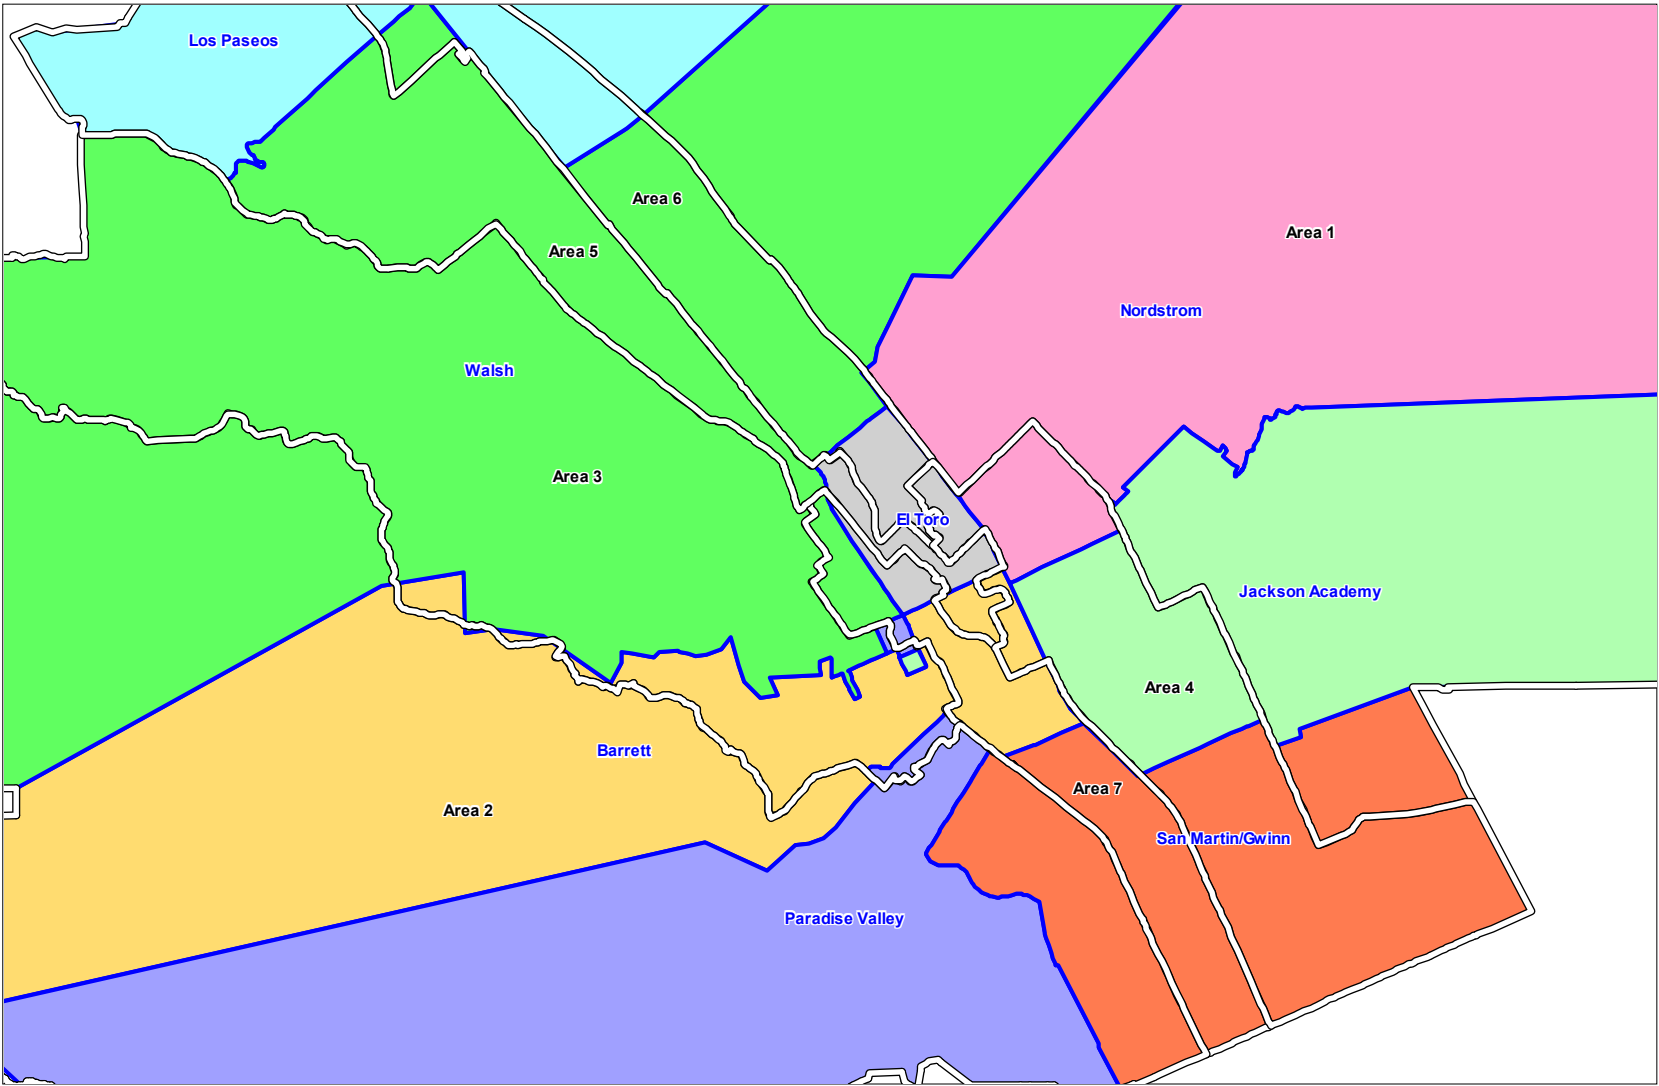 Los Paseos
Area 6
Area 1
Area 5
Nordstrom
Walsh
Area 3
El Toro
Jackson Academy
Area 4
Barrett
Area 7
Area 2
San Martin/Gwinn
Paradise Valley